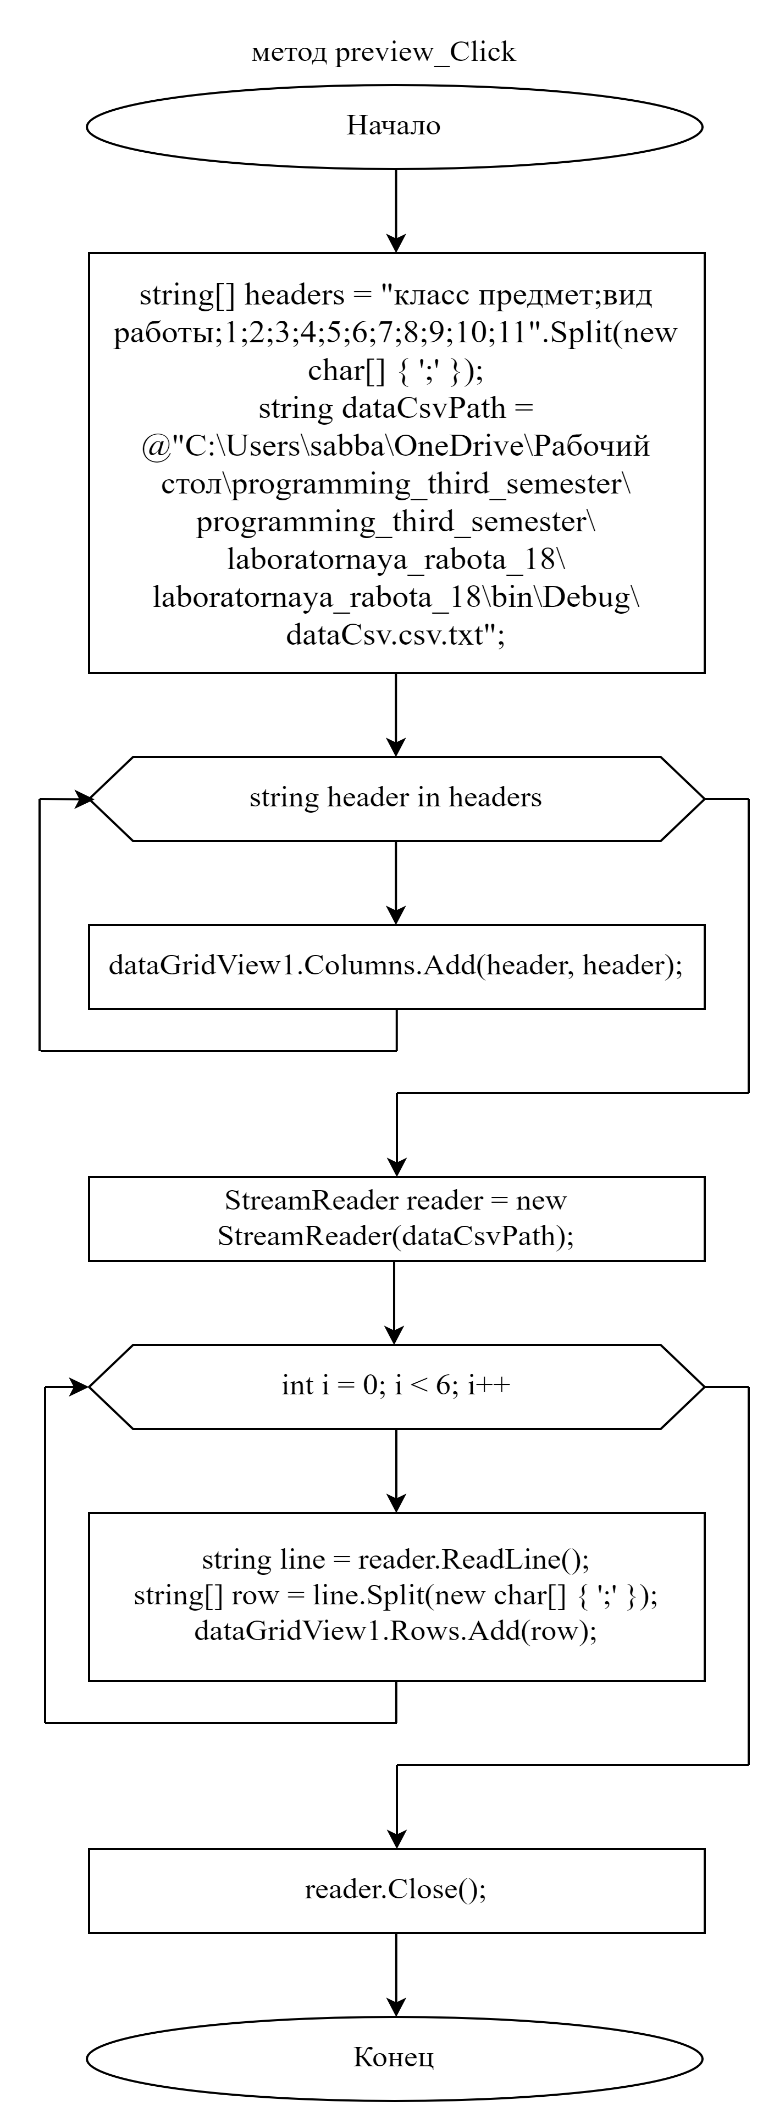 метод preview_Click
Начало
string[] headers = "класс предмет;вид
работы;1;2;3;4;5;6;7;8;9;10;11".Split(new
char[] { ';' });
string dataCsvPath =
@"C:\Users\sabba\OneDrive\Рабочий
стол\programming_third_semester\
programming_third_semester\
laboratornaya_rabota_18\
laboratornaya_rabota_18\bin\Debug\
dataCsv.csv.txt";
string header in headers
dataGridView1.Columns.Add(header, header);
StreamReader reader = new
StreamReader(dataCsvPath);
int i = 0; i < 6; i++
string line = reader.ReadLine();
string[] row = line.Split(new char[] { ';' });
dataGridView1.Rows.Add(row);
reader.Close();
Конец